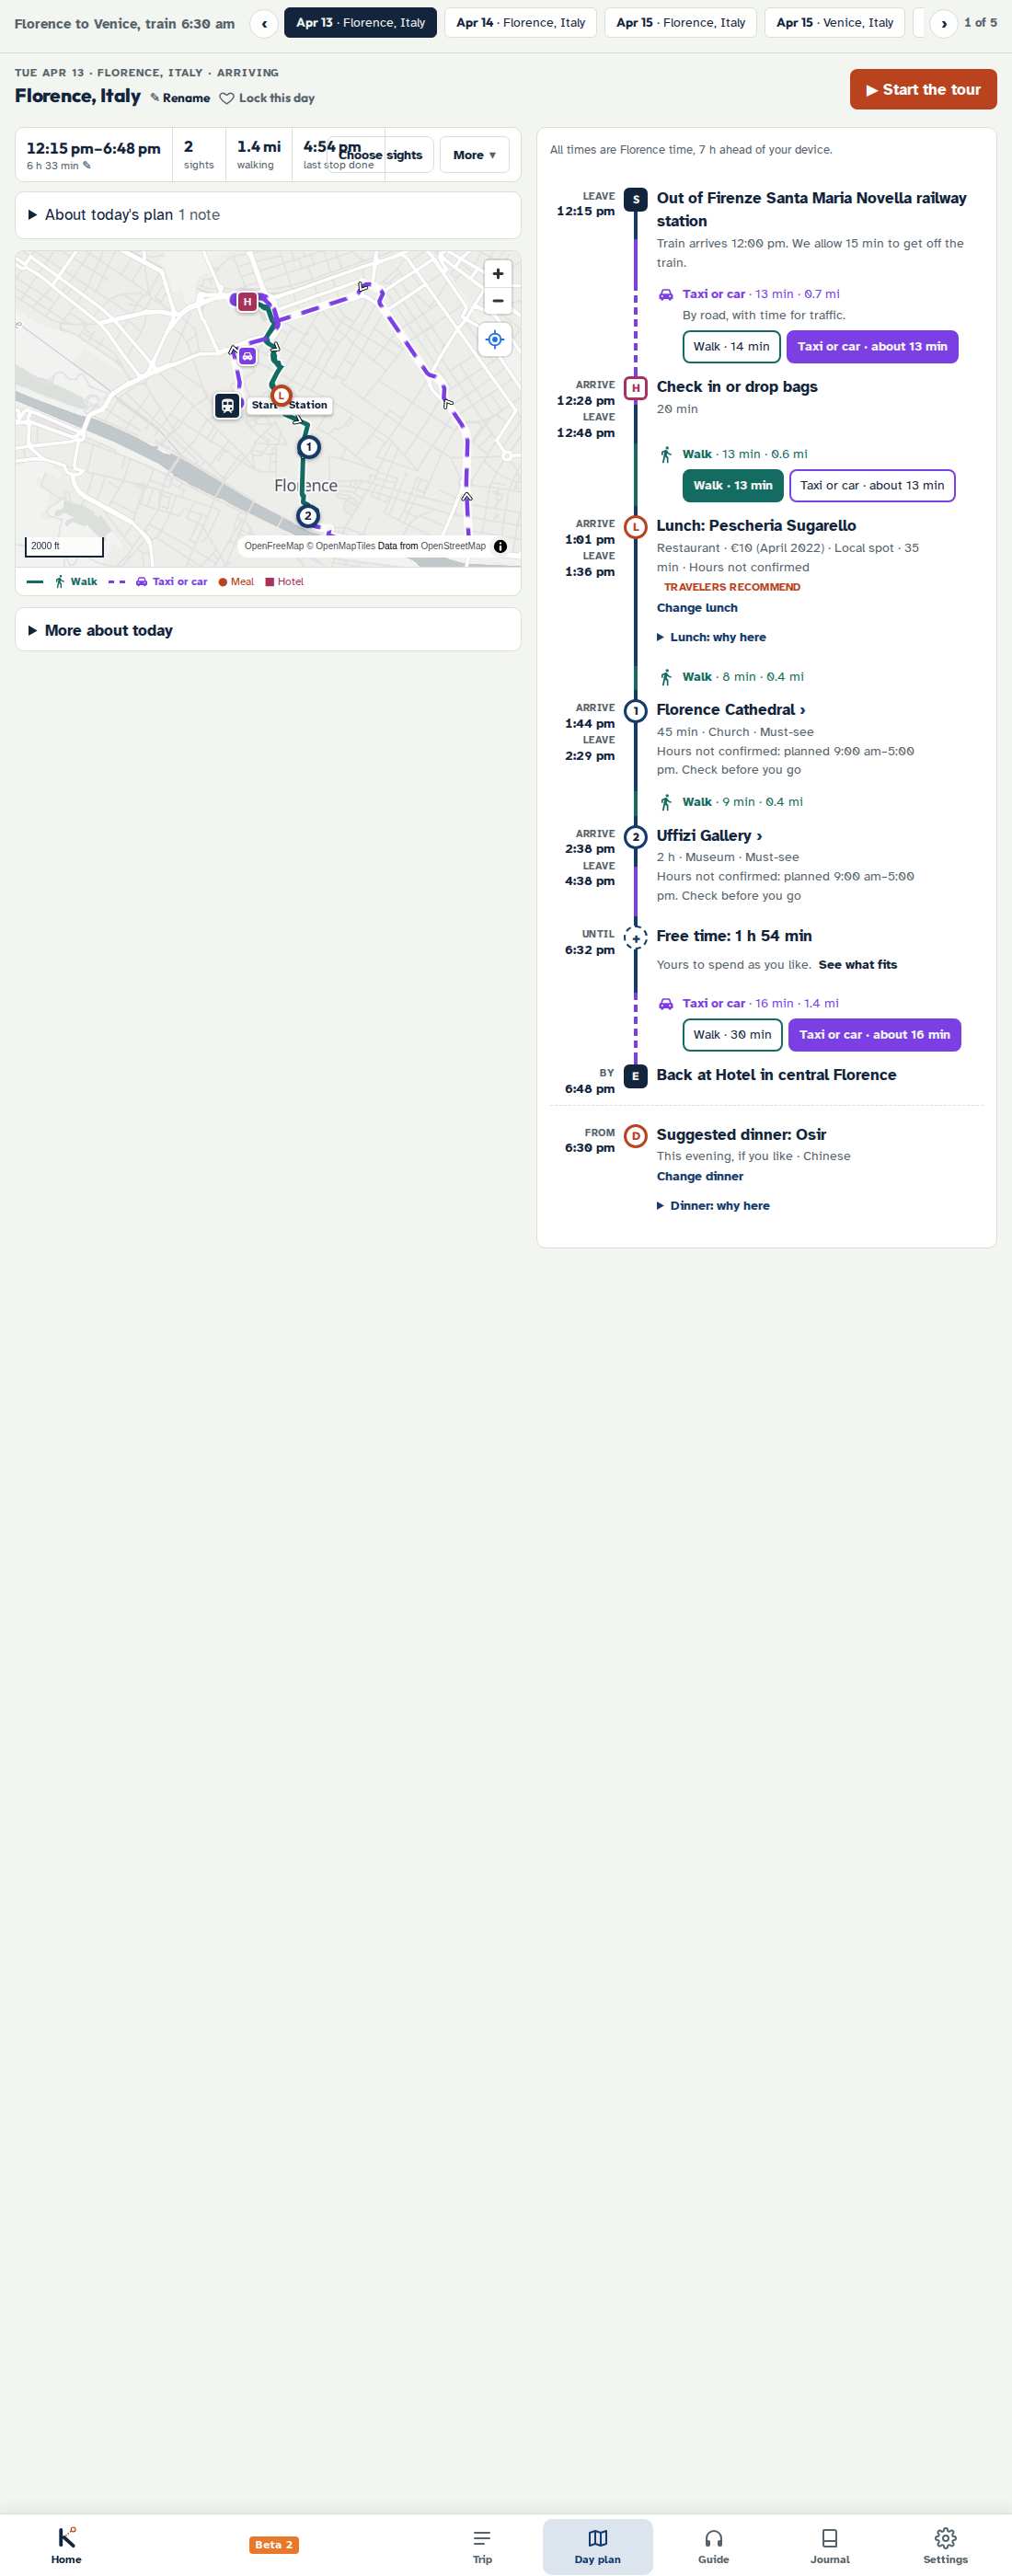 Florence to Venice, train 6:30 am
‹
Apr 13 · Florence, Italy
Apr 14 · Florence, Italy
Apr 15 · Florence, Italy
Apr 15 · Venice, Italy
›
1 of 5
TUE APR 13 · FLORENCE, ITALY · ARRIVING
Florence, Italy ✎ Rename Lock this day
▶ Start the tour
12:15 pm–6:48 pm
6 h 33 min ✎
2
sights
1.4 mi
walking
4:54 pm
last stop done
Choose sights
More ▾
▶ About today's plan 1 note
H
L
Start · Station
1
Florence
2
+
−
2000 ft
OpenFreeMap © OpenMapTiles Data from OpenStreetMap
Walk
Taxi or car
Meal
Hotel
▶ More about today
All times are Florence time, 7 h ahead of your device.
LEAVE
12:15 pm
S
Out of Firenze Santa Maria Novella railway
station
Train arrives 12:00 pm. We allow 15 min to get off the
train.
Taxi or car · 13 min · 0.7 mi
By road, with time for traffic.
Walk · 14 min
Taxi or car · about 13 min
ARRIVE
12:28 pm
LEAVE
12:48 pm
H
Check in or drop bags
20 min
Walk · 13 min · 0.6 mi
Walk · 13 min
Taxi or car · about 13 min
ARRIVE
1:01 pm
LEAVE
1:36 pm
L
Lunch: Pescheria Sugarello
Restaurant · €10 (April 2022) · Local spot · 35
min · Hours not confirmed
TRAVELERS RECOMMEND
Change lunch
▶ Lunch: why here
Walk · 8 min · 0.4 mi
ARRIVE
1:44 pm
LEAVE
2:29 pm
1
Florence Cathedral ›
45 min · Church · Must-see
Hours not confirmed: planned 9:00 am–5:00
pm. Check before you go
Walk · 9 min · 0.4 mi
ARRIVE
2:38 pm
LEAVE
4:38 pm
2
Uffizi Gallery ›
2 h · Museum · Must-see
Hours not confirmed: planned 9:00 am–5:00
pm. Check before you go
UNTIL
6:32 pm
+
Free time: 1 h 54 min
Yours to spend as you like. See what fits
Taxi or car · 16 min · 1.4 mi
Walk · 30 min
Taxi or car · about 16 min
BY
6:48 pm
E
Back at Hotel in central Florence
FROM
6:30 pm
D
Suggested dinner: Osir
This evening, if you like · Chinese
Change dinner
▶ Dinner: why here
Home
Beta 2
Trip
Day plan
Guide
Journal
Settings